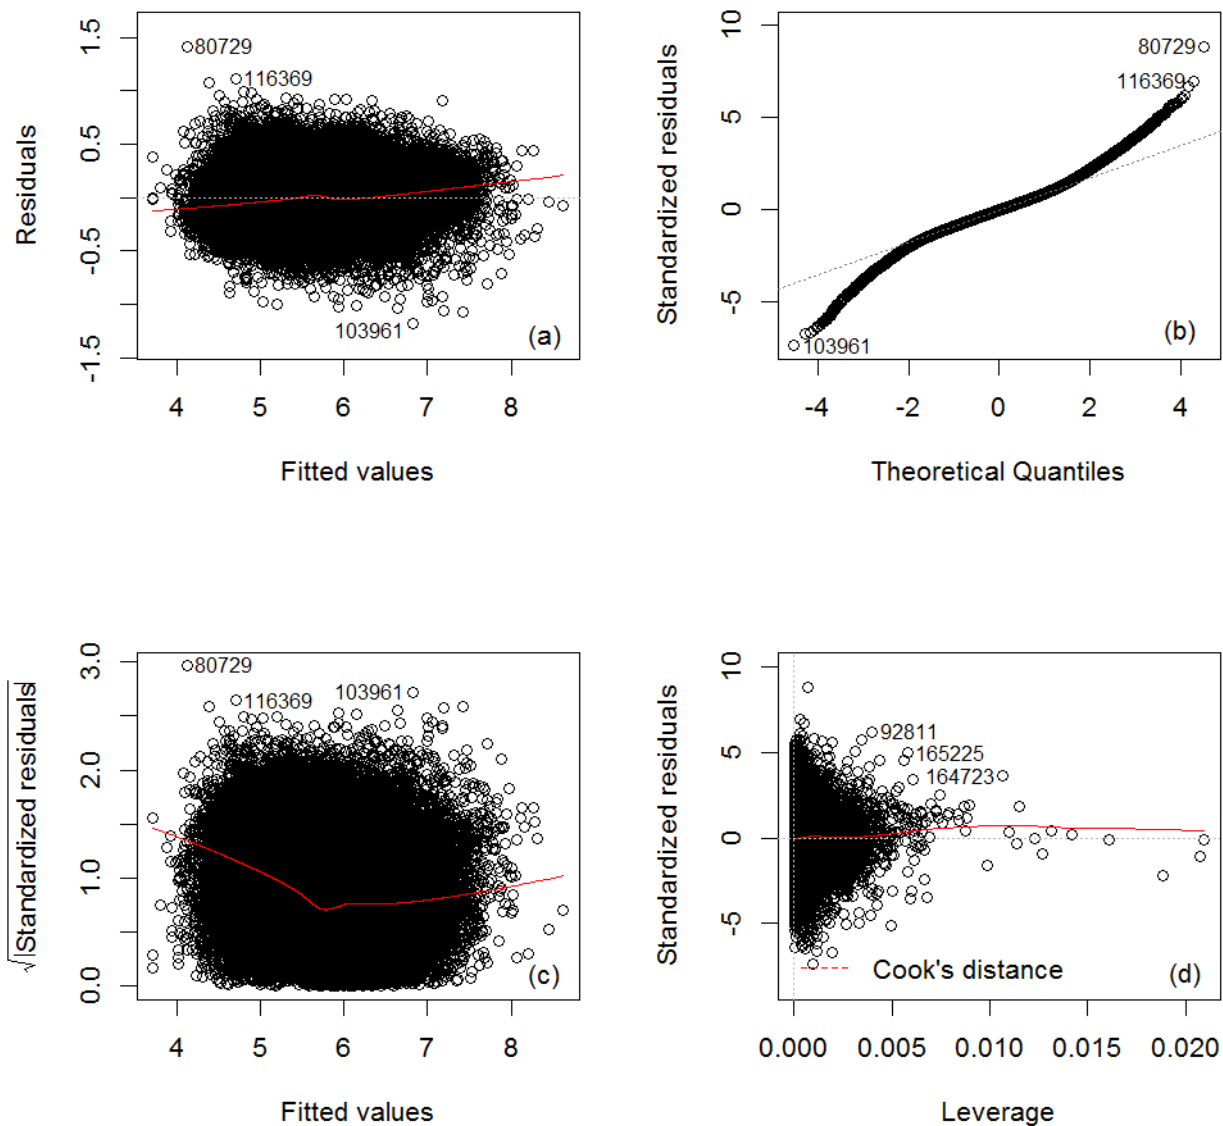 Residuals
1.5
0.5
-0.5
-1.5
80729
116369
103961
(a)
4 5 6 7 8
Fitted values
Standardized residuals
10
5
0
-5
80729
116369
103961
(b)
-4 -2 0 2 4
Theoretical Quantiles
√|Standardized residuals|
3.0
2.0
1.0
0.0
80729
116369
103961
(c)
4 5 6 7 8
Fitted values
Standardized residuals
10
5
0
-5
92811
165225
164723
Cook's distance
(d)
0.000 0.005 0.010 0.015 0.020
Leverage